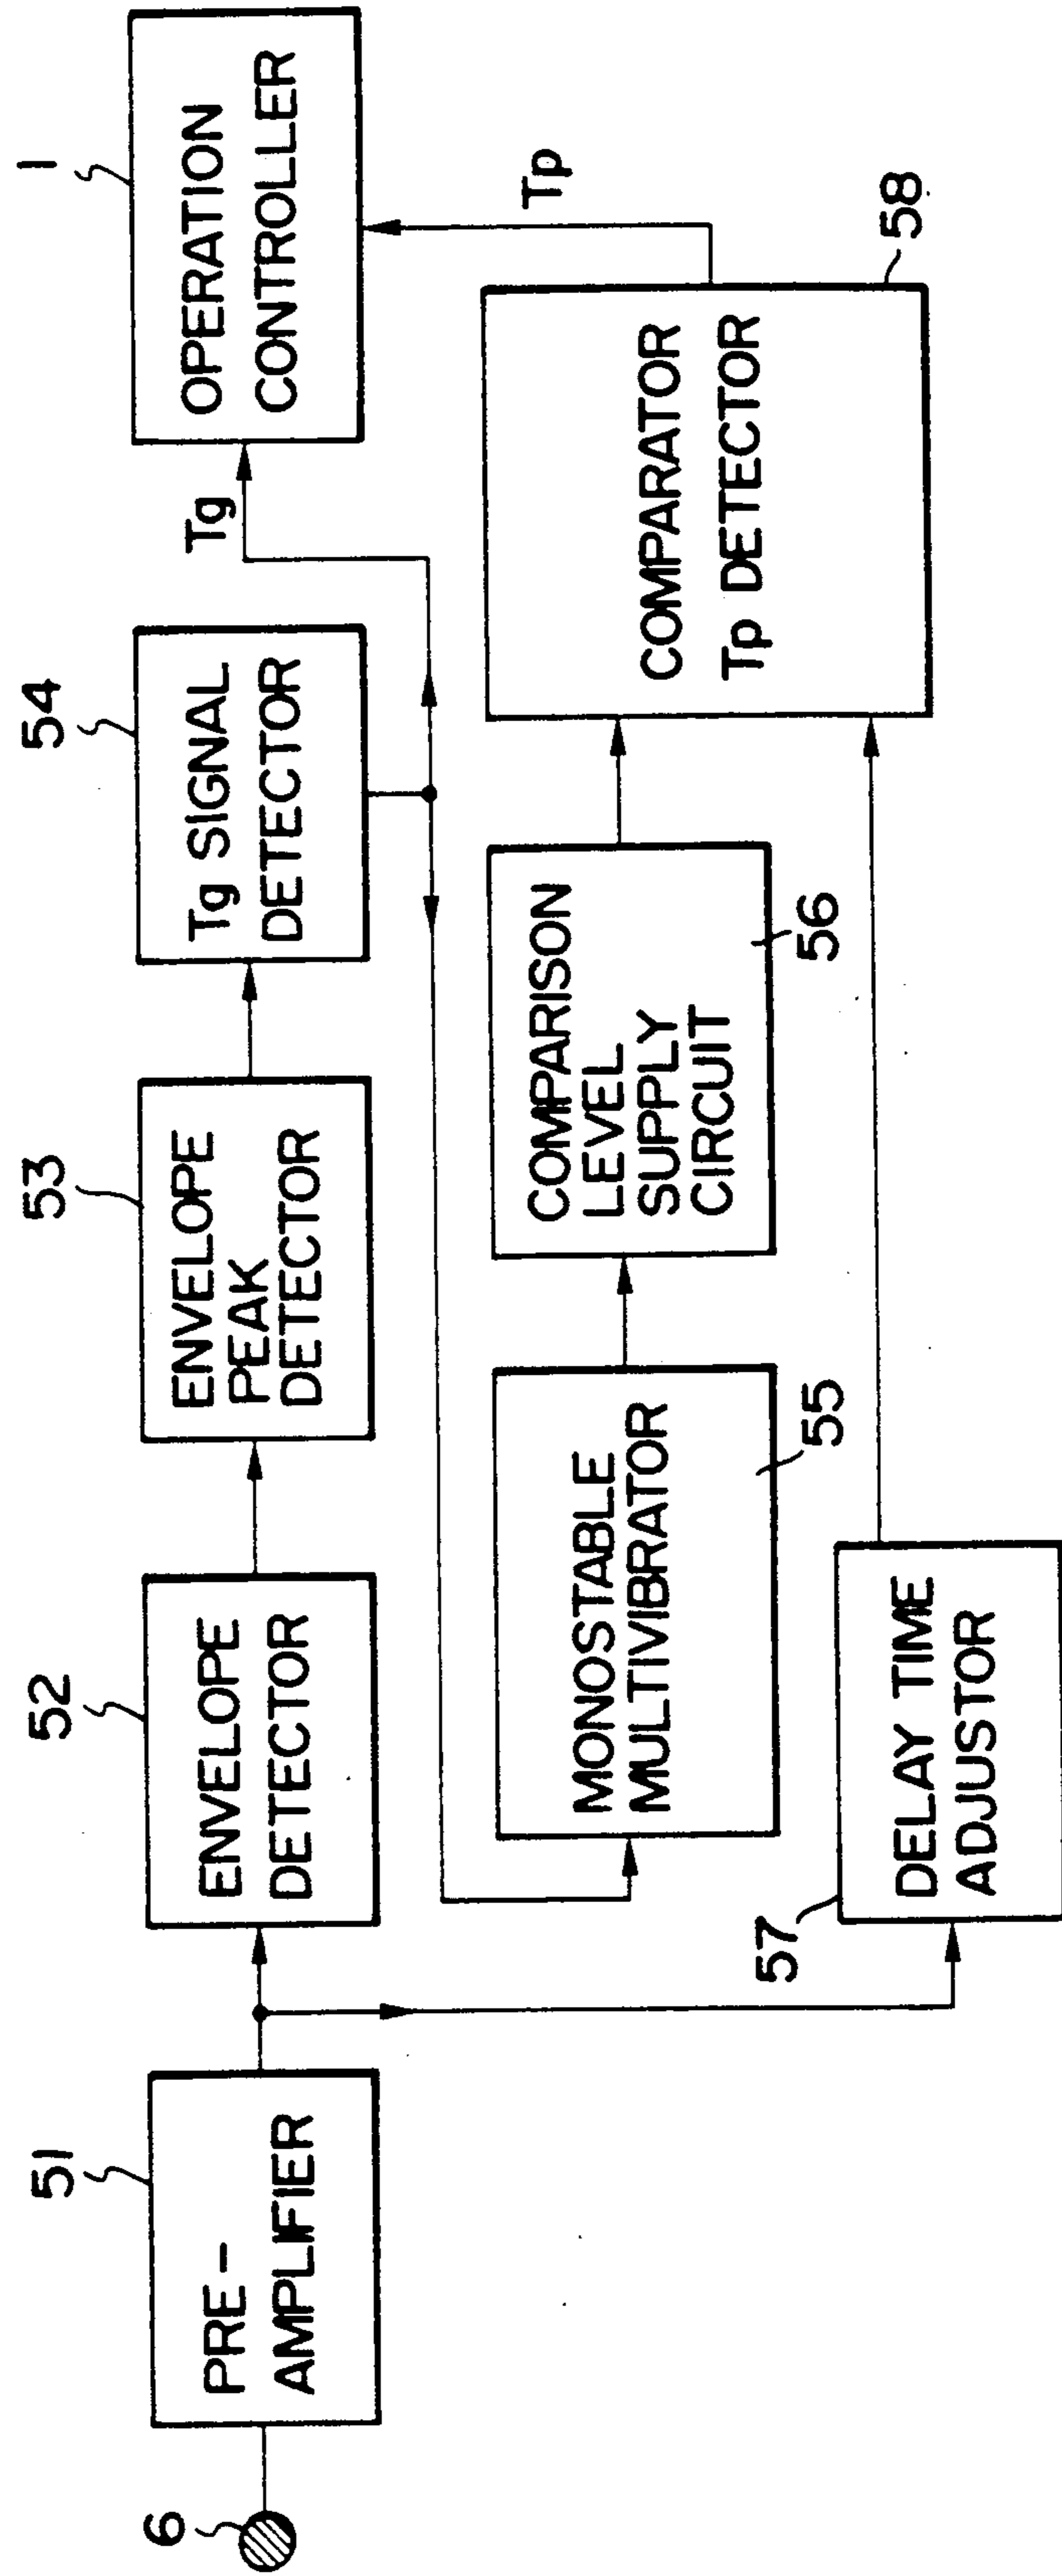 6
51
PRE-
AMPLIFIER
52
ENVELOPE
DETECTOR
53
ENVELOPE
PEAK
DETECTOR
54
Tg SIGNAL
DETECTOR
Tg
1
OPERATION
CONTROLLER
Tp
MONOSTABLE
MULTIVIBRATOR
55
COMPARISON
LEVEL
SUPPLY
CIRCUIT
56
COMPARATOR
Tp DETECTOR
58
57
DELAY TIME
ADJUSTOR